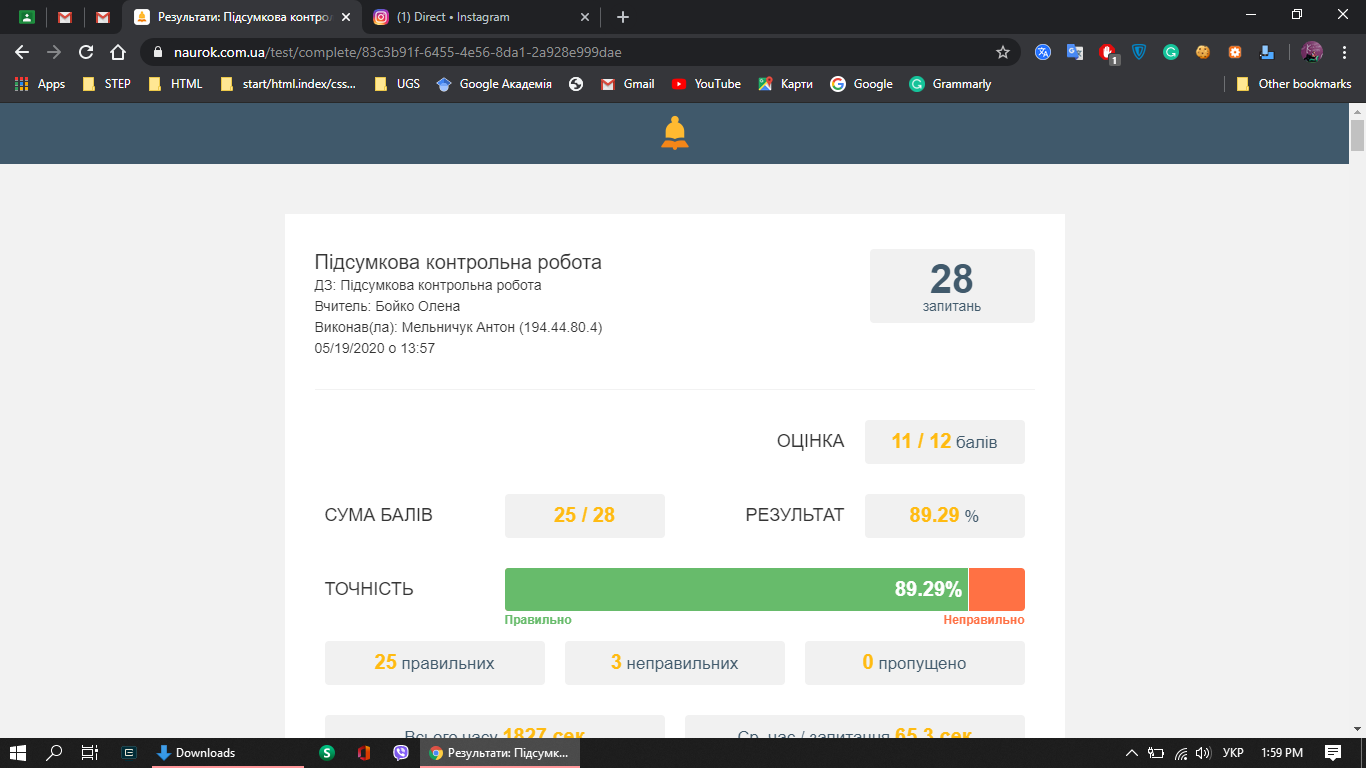 Результати: Підсумкова контрол
(1) Direct • Instagram
naurok.com.ua/test/complete/83c3b91f-6455-4e56-8da1-2a928e999dae
1
Apps
STEP
HTML
start/html.index/css...
UGS
Google Академія
Gmail
YouTube
Карти
Google
Grammarly
Other bookmarks
Підсумкова контрольна робота
ДЗ: Підсумкова контрольна робота
Вчитель: Бойко Олена
Виконав(ла): Мельничук Антон (194.44.80.4)
05/19/2020 о 13:57
28
запитань
ОЦІНКА
11 / 12 балів
СУМА БАЛІВ
25 / 28
РЕЗУЛЬТАТ
89.29 %
ТОЧНІСТЬ
89.29%
Правильно
Неправильно
25 правильних
3 неправильних
0 пропущено
Всього часу 1827 сек
Ср. час / запитання 65.3 сек
Downloads
Результати: Підсумк...
УКР
1:59 PM